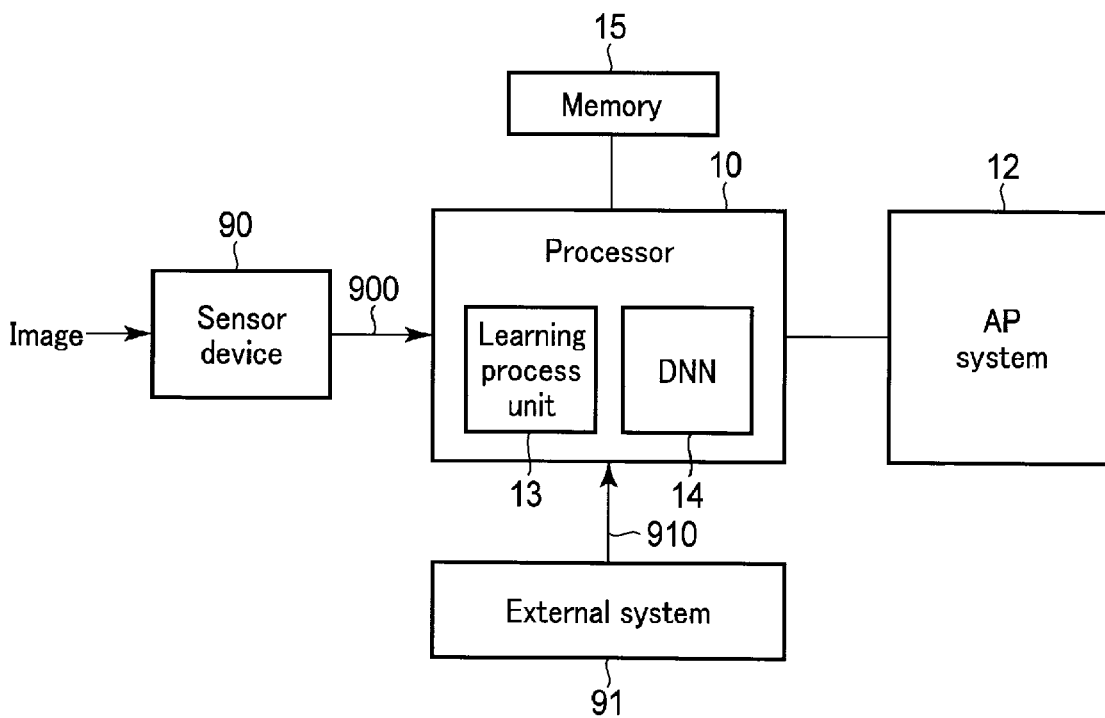 15
Memory
10
12
90
Processor
900
Image
Sensor
device
Learning
process
unit
DNN
AP
system
13
14
910
External system
91